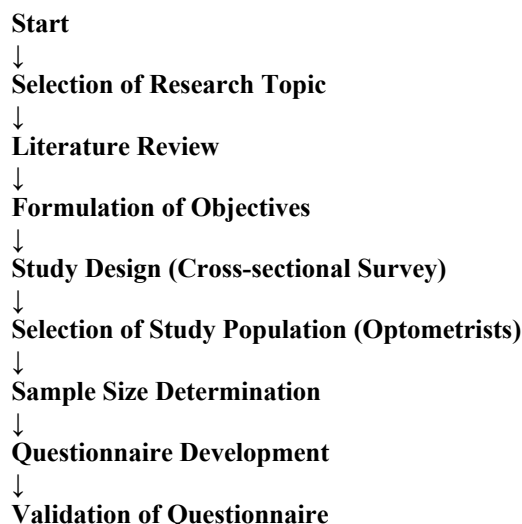 Start
↓
Selection of Research Topic
↓
Literature Review
↓
Formulation of Objectives
↓
Study Design (Cross-sectional Survey)
↓
Selection of Study Population (Optometrists)
↓
Sample Size Determination
↓
Questionnaire Development
↓
Validation of Questionnaire